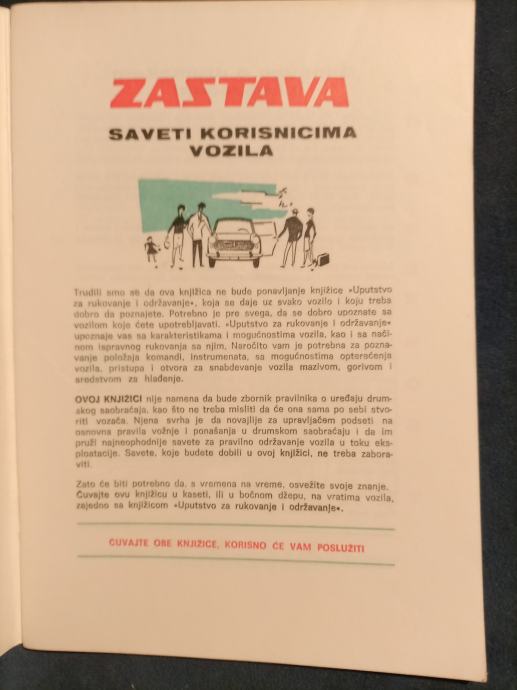 ZASTAVA
SAVETI KORISNICIMA
VOZILA
Trudili smo se da ova knjižica ne bude ponavljanje knjižice »Uputstvo
za rukovanje i održavanje«, koja se daje uz svako vozilo i koju treba
dobro da poznajete. Potrebno je pre svega, da se dobro upoznate sa
vozilom koje ćete upotrebljavati. »Uputstvo za rukovanje i održavanje«
upoznaje vas sa karakteristikama i mogućnostima vozila, kao i sa nači-
nom ispravnog rukovanja sa njim. Naročito vam je potrebna za pozna-
vanje položaja komandi, instrumenata, sa mogućnostima opterećenja
vozila, pristupa i otvora za snabdevanje vozila mazivom, gorivom i
sredstvom za hlađenje.
OVOJ KNJIŽICI nije namena da bude zbornik pravilnika o uređaju drum-
skog saobraćaja, kao što ne treba misliti da će ona sama po sebi stvo-
riti vozača. Njena svrha je da novajlije za upravljačem podseti na
osnovna pravila vožnje i ponašanja u drumskom saobraćaju i da im
pruži najneophodnije savete za pravilno održavanje vozila u toku eks-
ploatacije. Savete, koje budete dobili u ovoj knjižici, ne treba zabora-
viti.
Zato će biti potrebno da, s vremena na vreme, osvežite svoje znanje.
Čuvajte ovu knjižicu u kaseti, ili u bočnom džepu, na vratima vozila,
zajedno sa knjižicom »Uputstvo za rukovanje i održavanje«.
ČUVAJTE OBE KNJIŽICE, KORISNO ĆE VAM POSLUŽITI